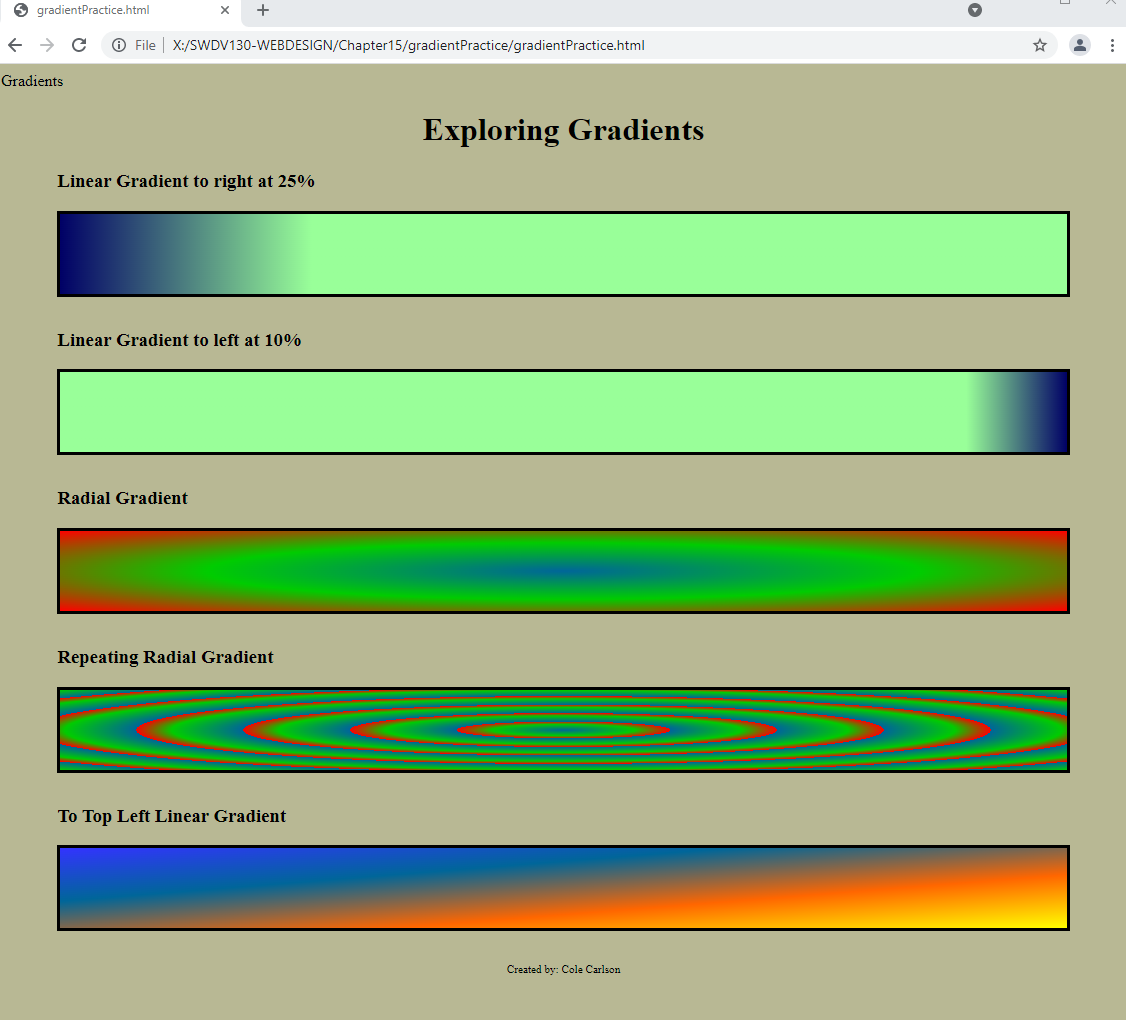 gradientPractice.html
File X:/SWDV130-WEBDESIGN/Chapter15/gradientPractice/gradientPractice.html
Gradients
Exploring Gradients
Linear Gradient to right at 25%
Linear Gradient to left at 10%
Radial Gradient
Repeating Radial Gradient
To Top Left Linear Gradient
Created by: Cole Carlson